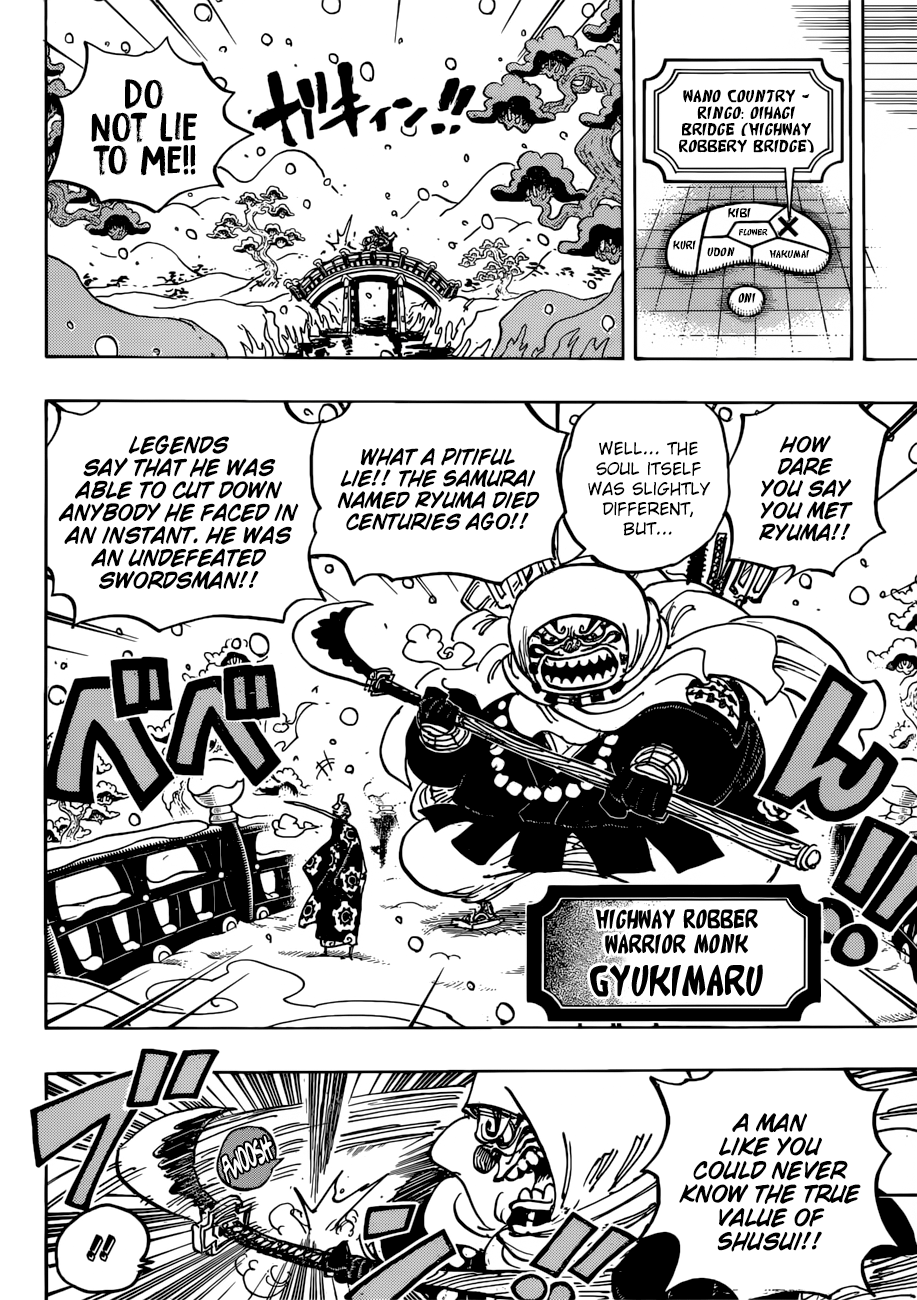 WANO COUNTRY -
RINGO: OIHAGI
BRIDGE (HIGHWAY
ROBBERY BRIDGE)
KIBI
FLOWER
KURI
UDON
HAKUMAI
ONI
DO
NOT LIE
TO ME!!
ガキィン!!
HOW
DARE
YOU SAY
YOU MET
RYUMA!!
WELL... THE
SOUL ITSELF
WAS SLIGHTLY
DIFFERENT,
BUT...
WHAT A PITIFUL
LIE!! THE SAMURAI
NAMED RYUMA DIED
CENTURIES AGO!!
LEGENDS
SAY THAT HE WAS
ABLE TO CUT DOWN
ANYBODY HE FACED IN
AN INSTANT. HE WAS
AN UNDEFEATED
SWORDSMAN!!
べべん!!
HIGHWAY ROBBER
WARRIOR MONK
GYUKIMARU
A MAN
LIKE YOU
COULD NEVER
KNOW THE TRUE
VALUE OF
SHUSUI!!
ブン!!
AWOOSH
!!